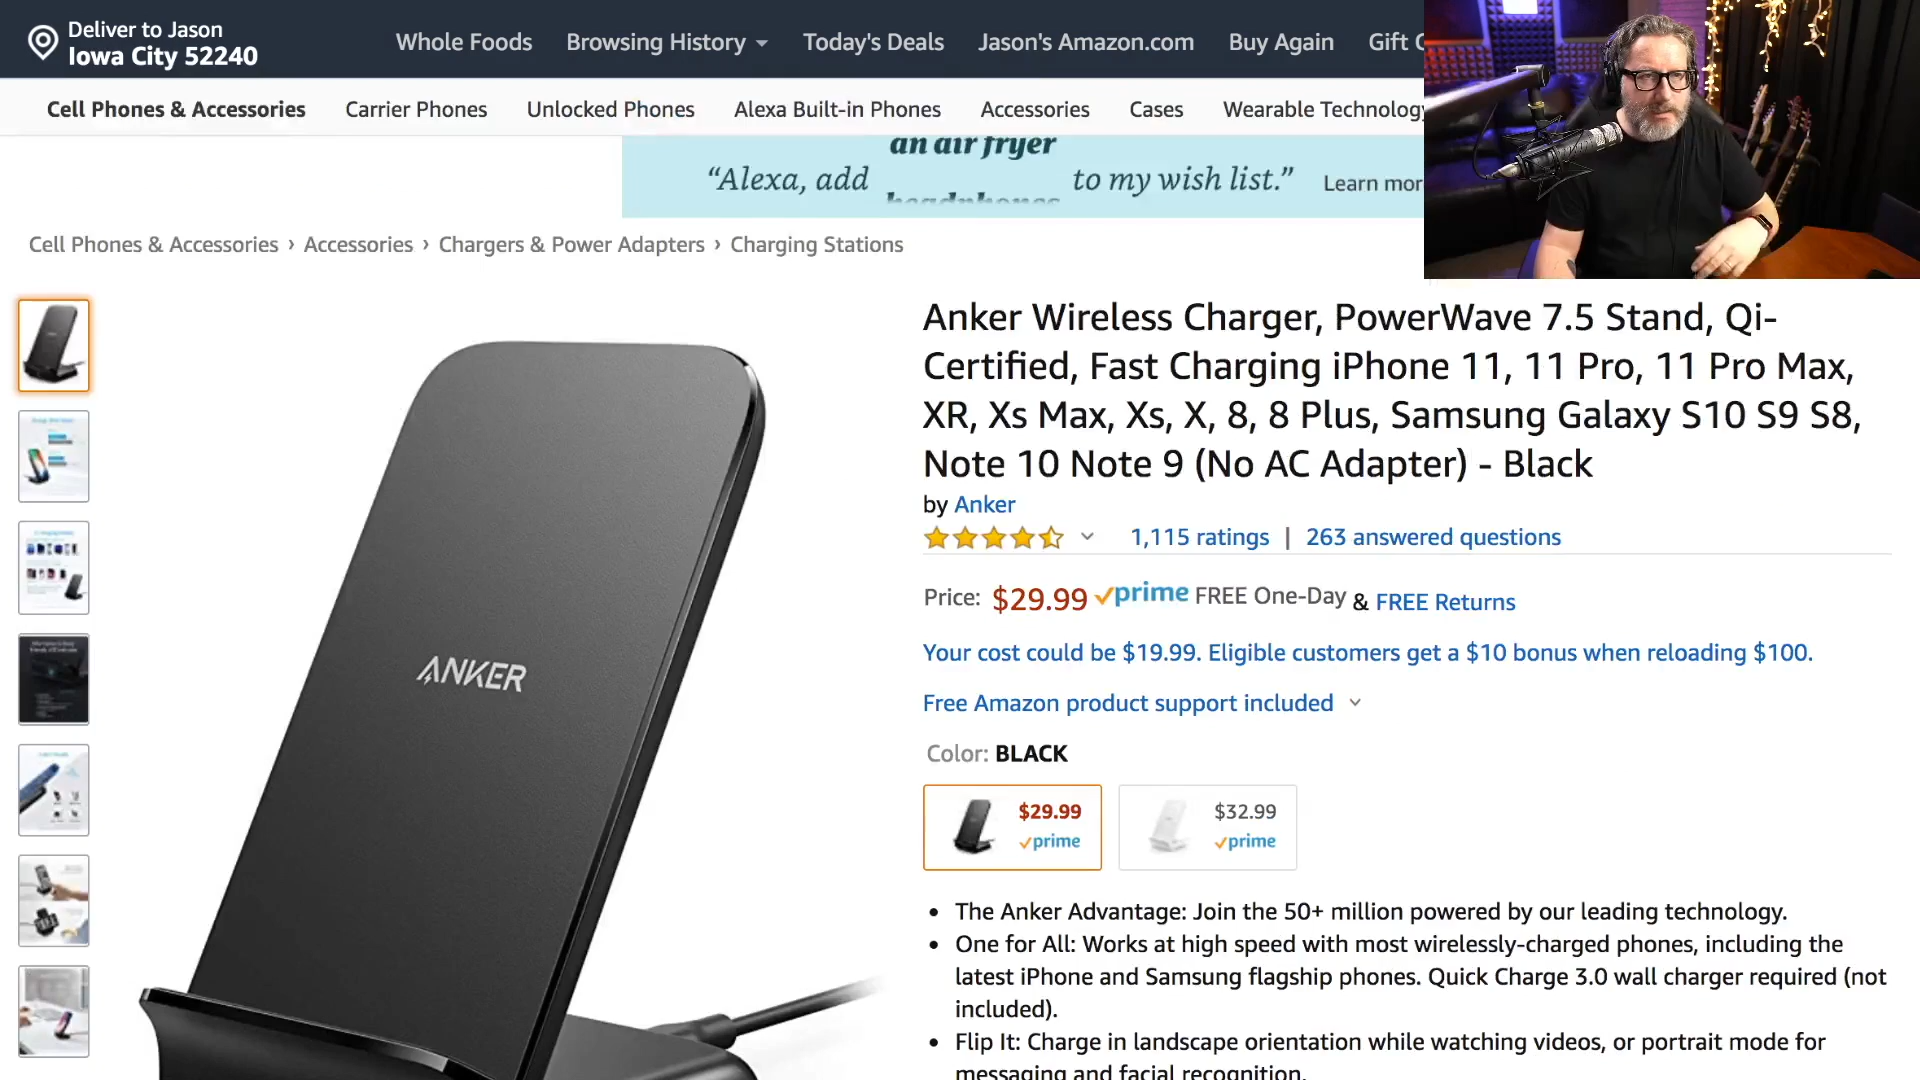 Deliver to Jason
Iowa City 52240
Whole Foods
Browsing History
Today's Deals
Jason's Amazon.com
Buy Again
Gift
Cell Phones & Accessories
Carrier Phones
Unlocked Phones
Alexa Built-in Phones
Accessories
Cases
Wearable Technology
an air fryer
“Alexa, add
headphones
to my wish list.”
Learn mor
Cell Phones & Accessories › Accessories › Chargers & Power Adapters › Charging Stations
ANKER
Anker Wireless Charger, PowerWave 7.5 Stand, Qi-
Certified, Fast Charging iPhone 11, 11 Pro, 11 Pro Max,
XR, Xs Max, Xs, X, 8, 8 Plus, Samsung Galaxy S10 S9 S8,
Note 10 Note 9 (No AC Adapter) - Black
by Anker
1,115 ratings | 263 answered questions
Price: $29.99 prime FREE One-Day & FREE Returns
Your cost could be $19.99. Eligible customers get a $10 bonus when reloading $100.
Free Amazon product support included
Color: BLACK
$29.99
prime
$32.99
prime
• The Anker Advantage: Join the 50+ million powered by our leading technology.
• One for All: Works at high speed with most wirelessly-charged phones, including the
latest iPhone and Samsung flagship phones. Quick Charge 3.0 wall charger required (not
included).
• Flip It: Charge in landscape orientation while watching videos, or portrait mode for
messaging and facial recognition.